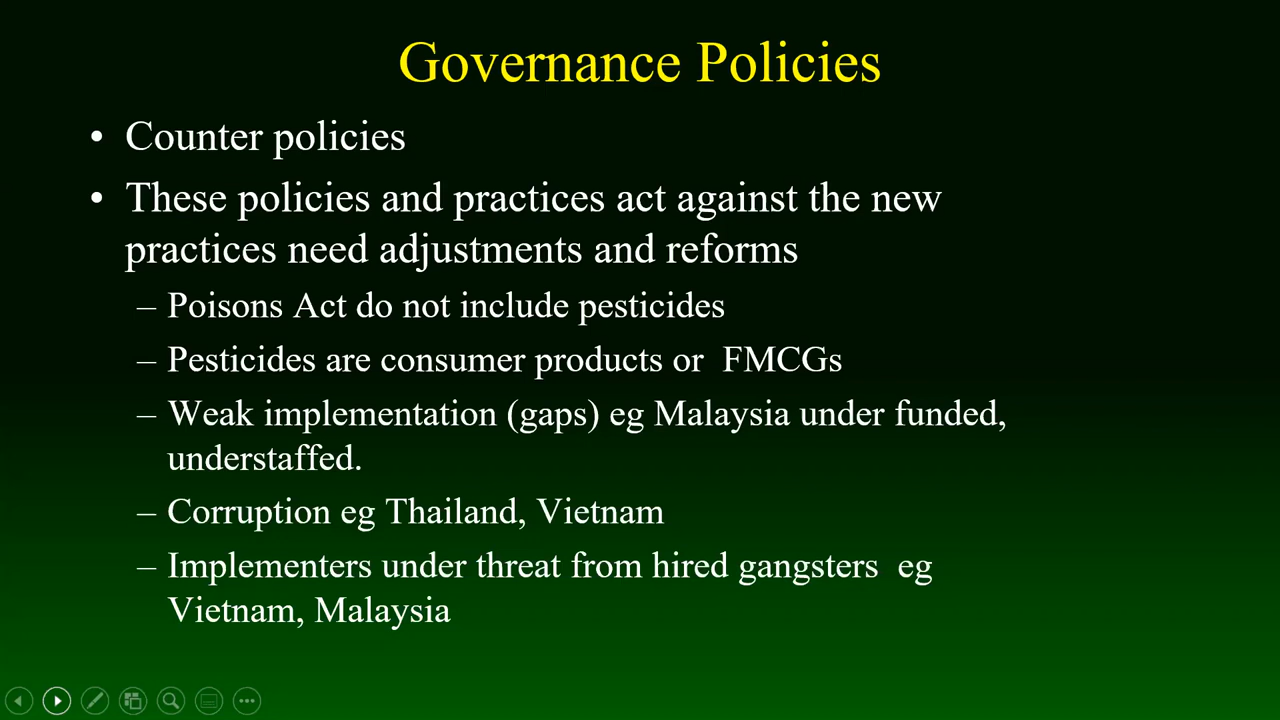 Governance Policies
• Counter policies
• These policies and practices act against the new
practices need adjustments and reforms
– Poisons Act do not include pesticides
– Pesticides are consumer products or  FMCGs
– Weak implementation (gaps) eg Malaysia under funded,
understaffed.
– Corruption eg Thailand, Vietnam
– Implementers under threat from hired gangsters  eg
Vietnam, Malaysia